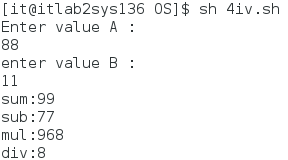 [it@itlab2sys136 OS]$ sh 4iv.sh
Enter value A :
88
enter value B :
11
sum:99
sub:77
mul:968
div:8